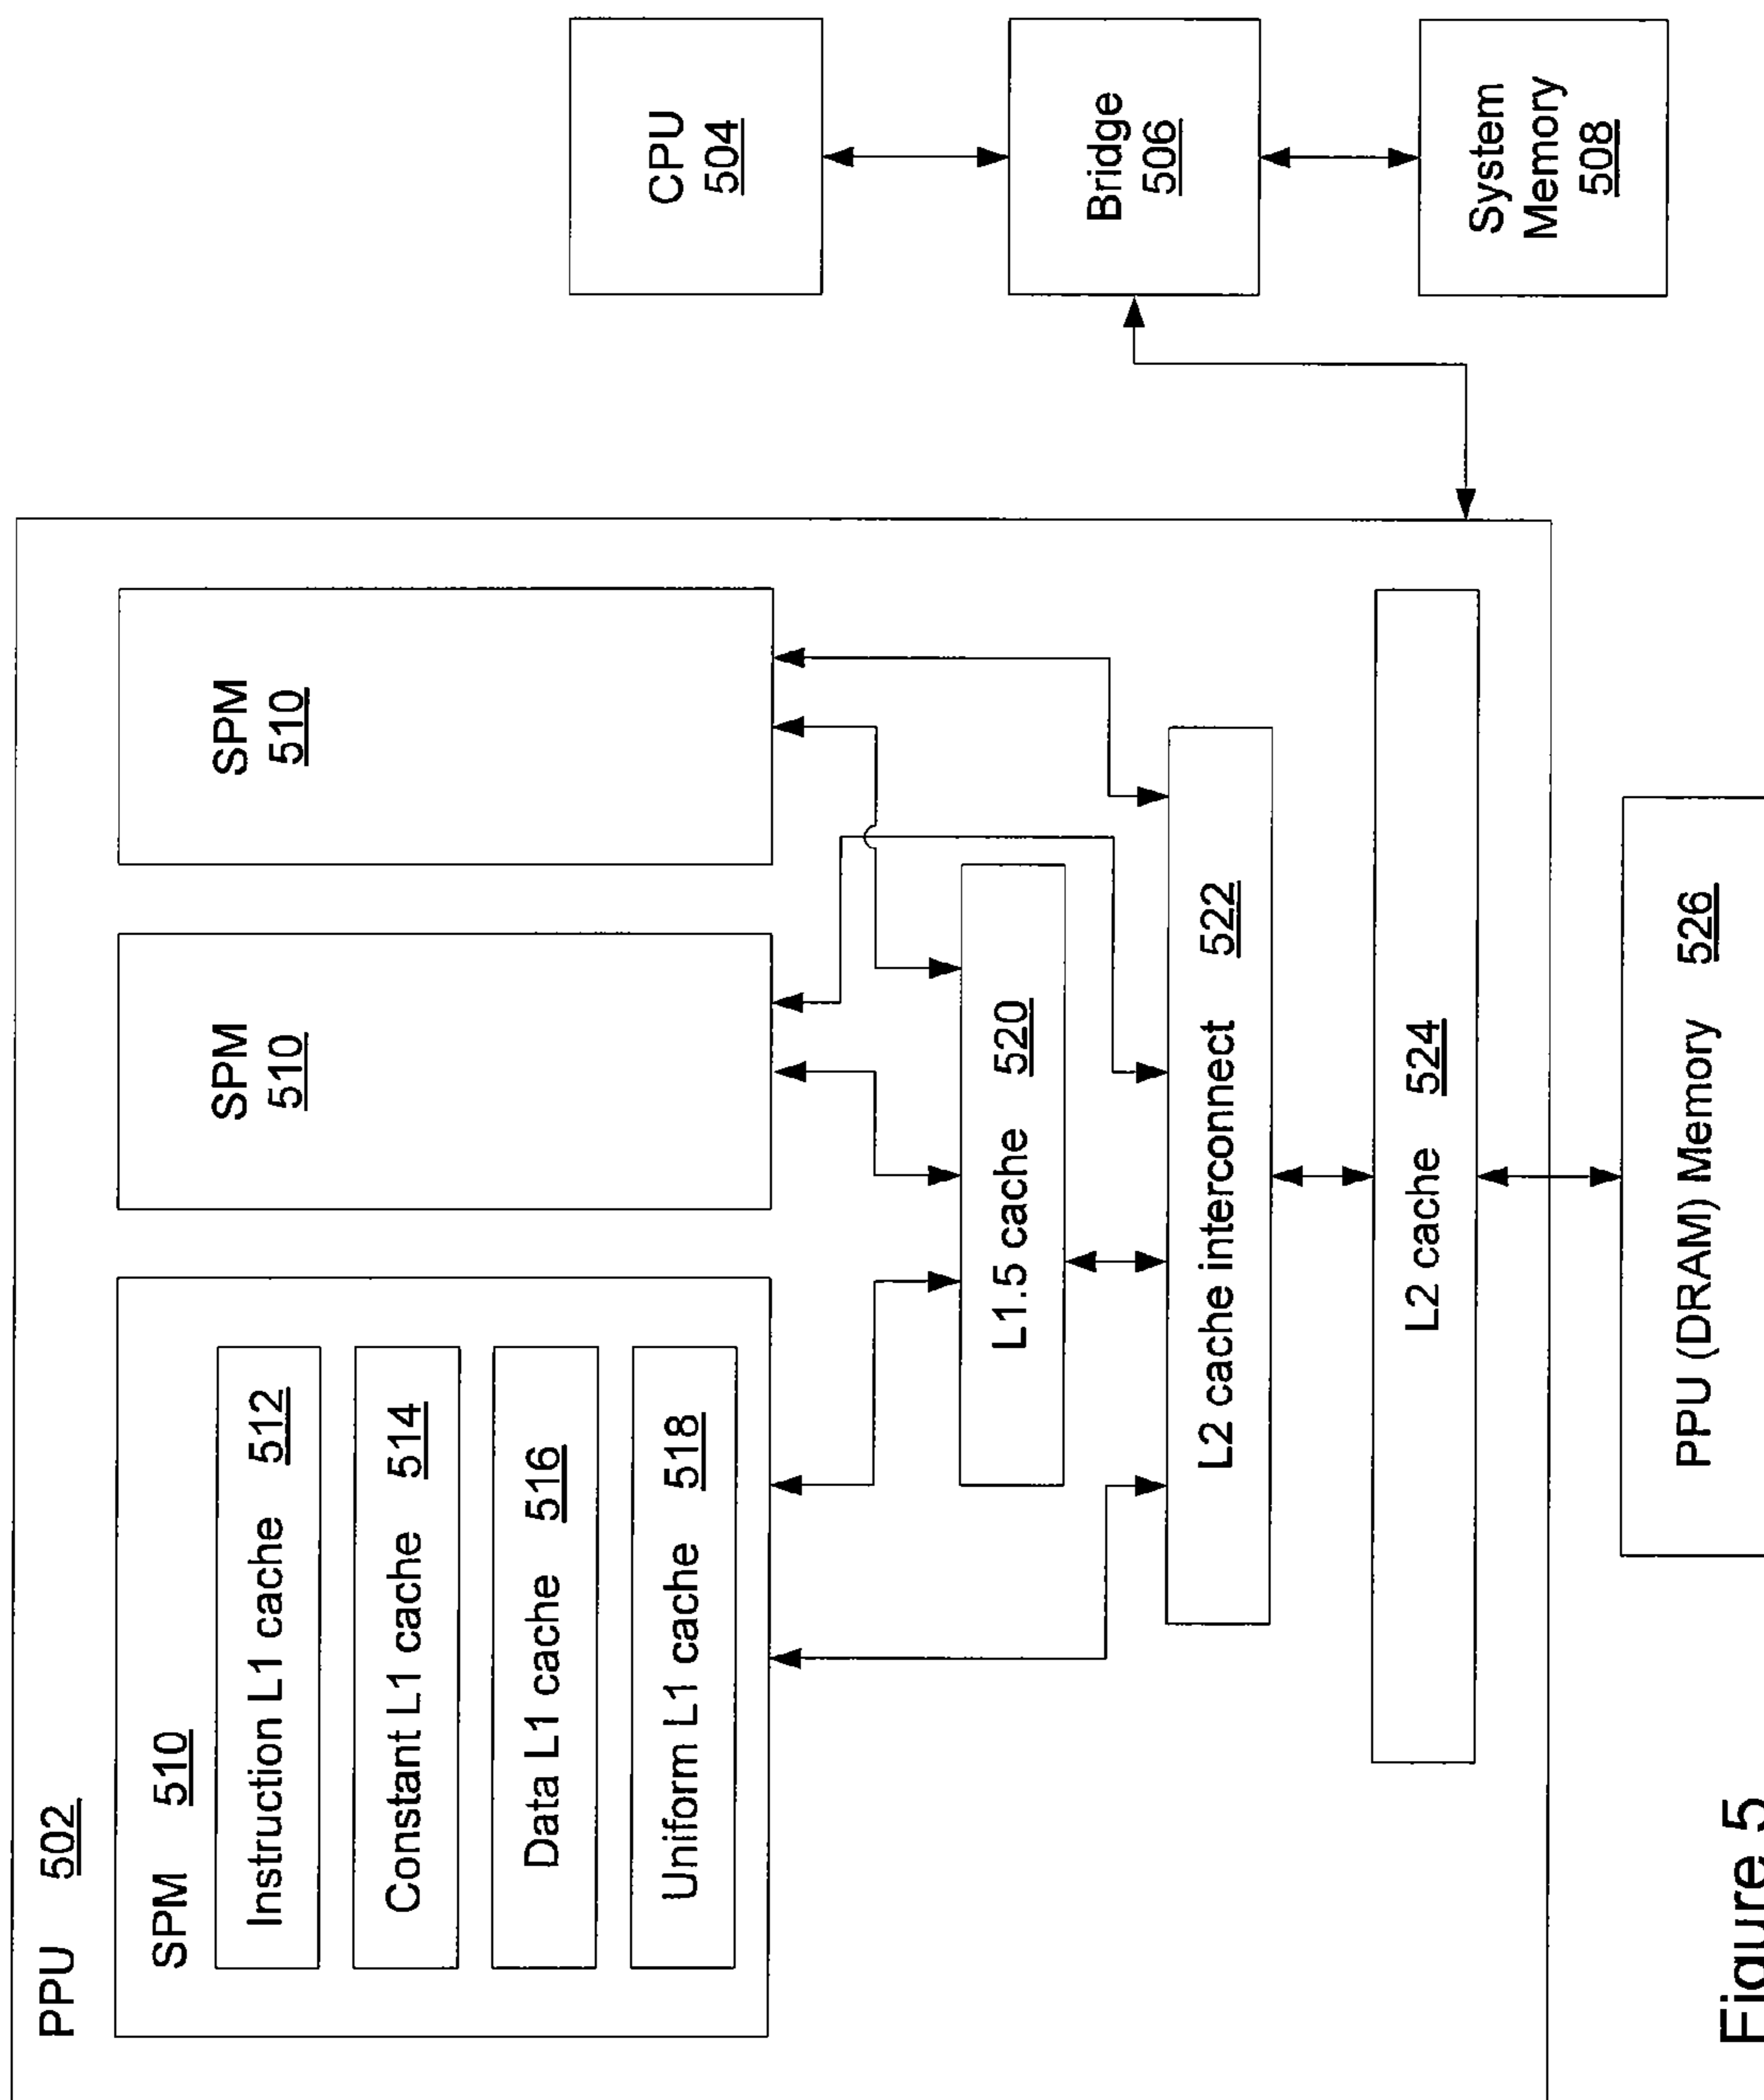 PPU 502
SPM 510
Instruction L1 cache 512
Constant L1 cache 514
Data L1 cache 516
Uniform L1 cache 518
SPM
510
SPM
510
L1.5 cache 520
L2 cache interconnect 522
L2 cache 524
PPU (DRAM) Memory 526
CPU
504
Bridge
506
System
Memory
508
Figure 5